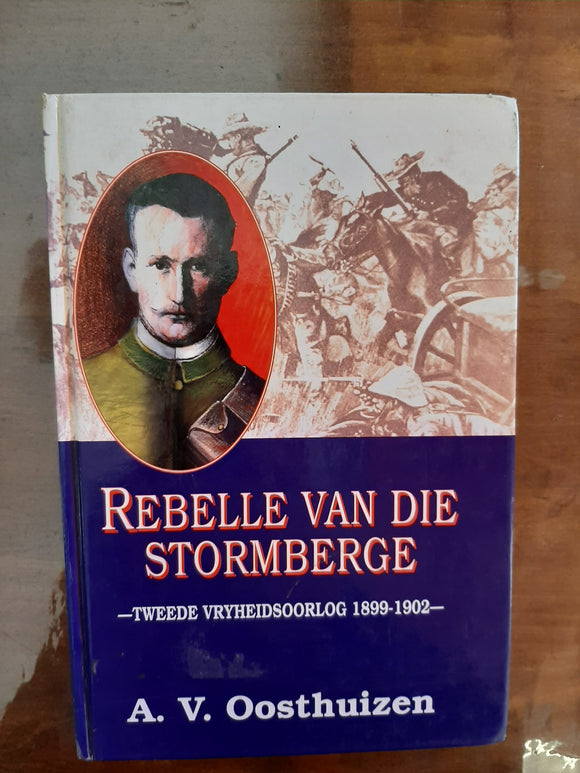 REBELLE VAN DIE
STORMBERGE
—TWEEDE VRYHEIDSOORLOG 1899-1902—
A. V. Oosthuizen